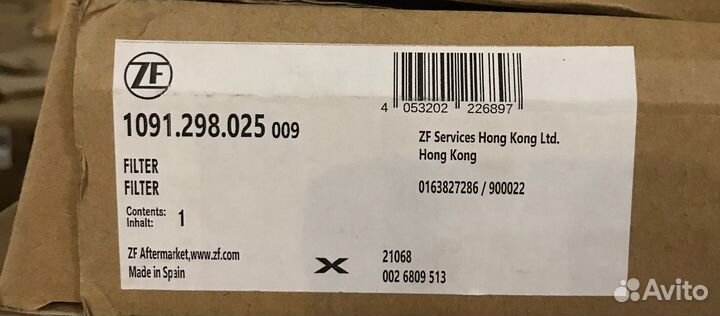 ZF
4 053202 226897
1091.298.025 009
ZF Services Hong Kong Ltd.
Hong Kong
FILTER
FILTER
0163827286 / 900022
Contents:
Inhalt: 1
ZF Aftermarket,www.zf.com
Made in Spain
X
21068
002 6809 513
Avito